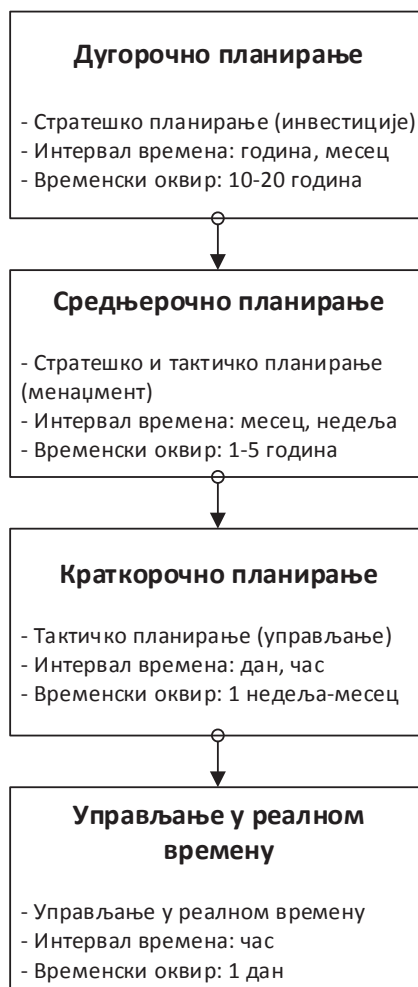 Дугорочно планирање
- Стратешко планирање (инвестиције)
- Интервал времена: година, месец
- Временски оквир: 10-20 година
Средњерочно планирање
- Стратешко и тактичко планирање
(менаџмент)
- Интервал времена: месец, недеља
- Временски оквир: 1-5 година
Краткорочно планирање
- Тактичко планирање (управљање)
- Интервал времена: дан, час
- Временски оквир: 1 недеља-месец
Управљање у реалном
времену
- Управљање у реалном времену
- Интервал времена: час
- Временски оквир: 1 дан